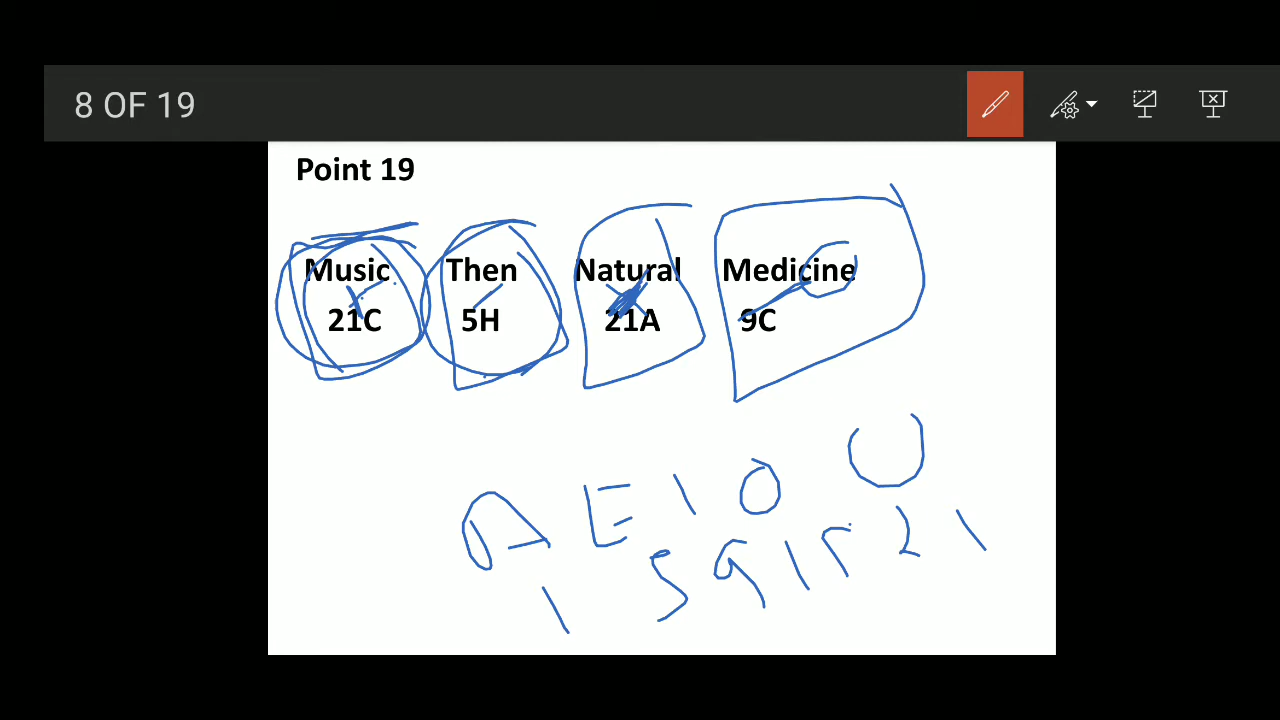 8 OF 19
Point 19
Music Then Natural Medicine
21C 5H 21A 9C
A E I O U
1 5 9 15 21